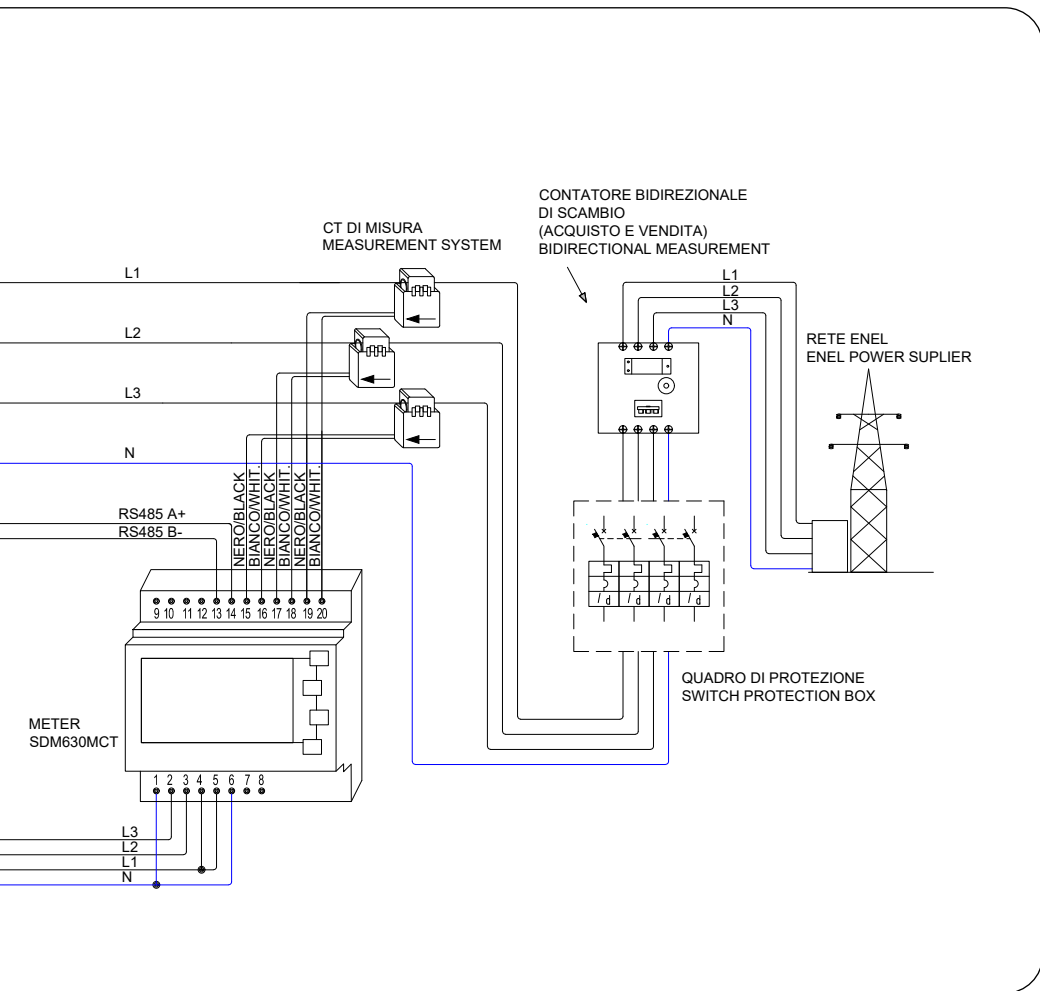 CONTATORE BIDIREZIONALE
DI SCAMBIO
(ACQUISTO E VENDITA)
BIDIRECTIONAL MEASUREMENT
CT DI MISURA
MEASUREMENT SYSTEM
L1
L2
L3
N
L1
L2
L3
N
RETE ENEL
ENEL POWER SUPLIER
RS485 A+
RS485 B-
NERO/BLACK
BIANCO/WHIT.
NERO/BLACK
BIANCO/WHIT.
NERO/BLACK
BIANCO/WHIT.
9 10 11 12 13 14 15 16 17 18 19 20
/ d / d / d / d
QUADRO DI PROTEZIONE
SWITCH PROTECTION BOX
METER
SDM630MCT
1 2 3 4 5 6 7 8
L3
L2
L1
N